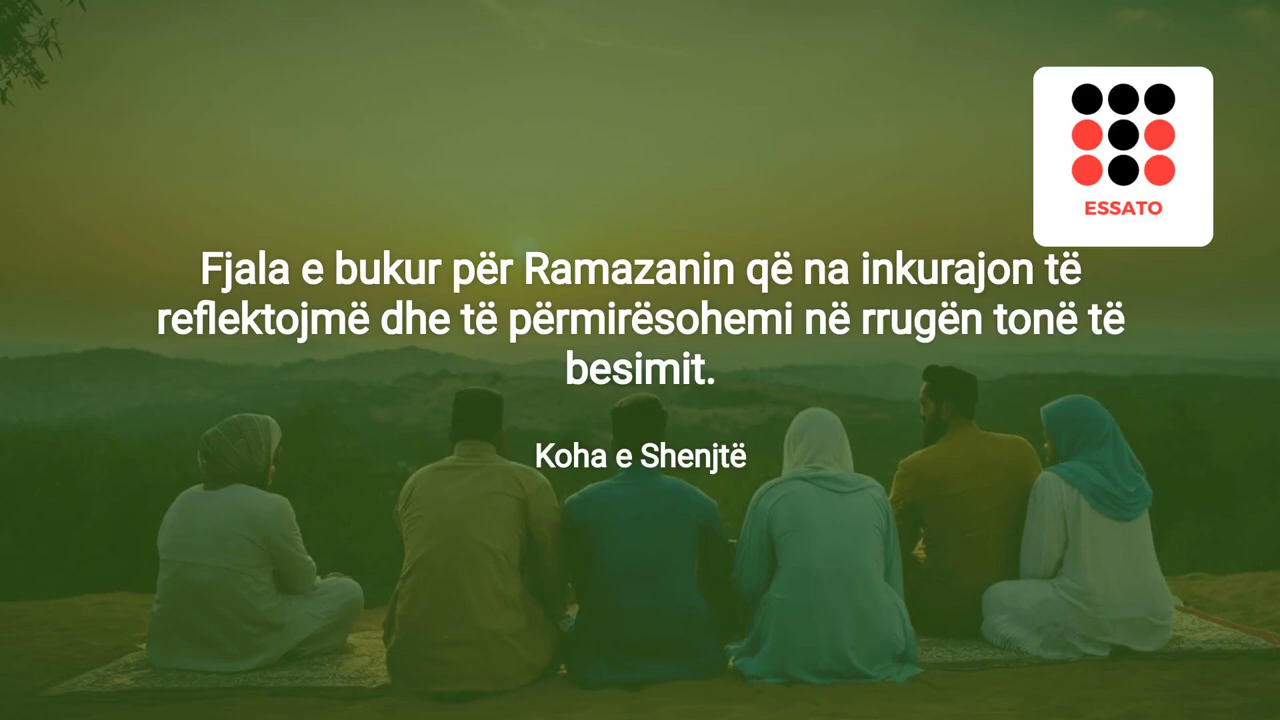 ESSATO
Fjala e bukur për Ramazanin që na inkurajon të
reflektojmë dhe të përmirësohemi në rrugën tonë të
besimit.
Koha e Shenjtë